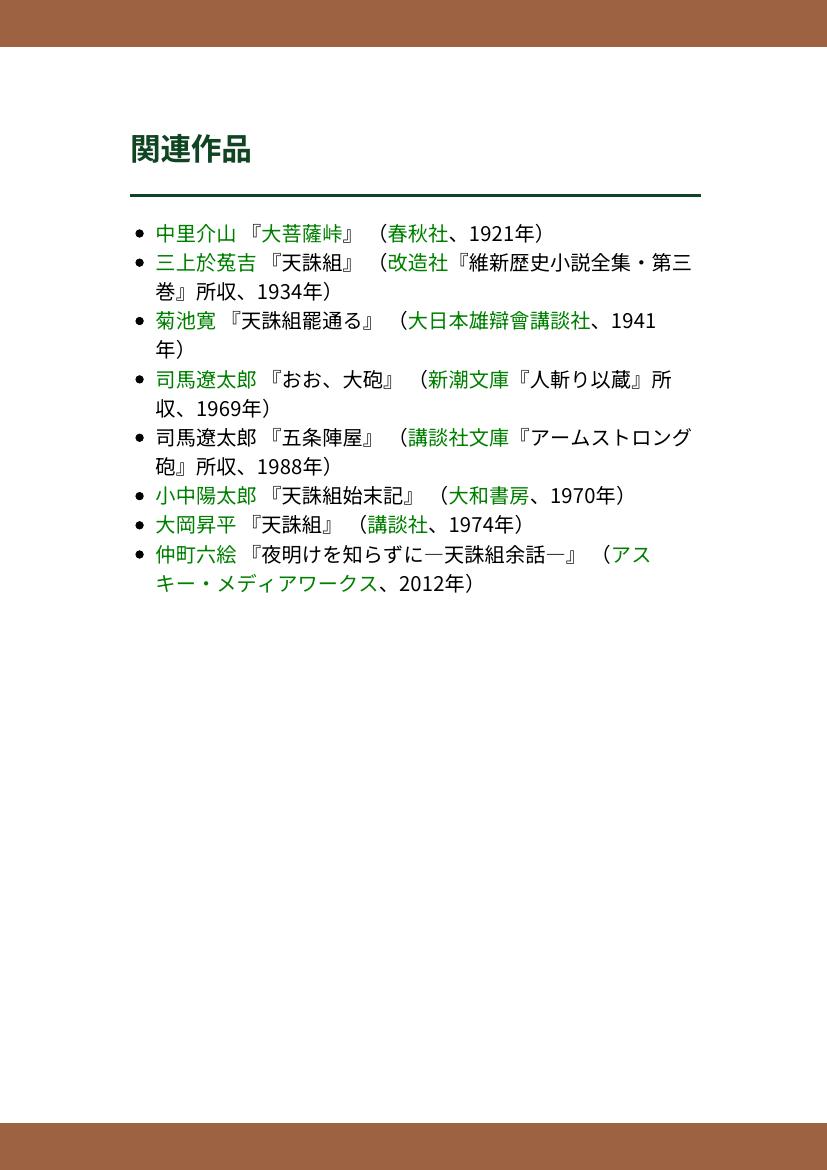 関連作品
• 中里介山 『大菩薩峠』 （春秋社、1921年）
• 三上於菟吉 『天誅組』 （改造社『維新歴史小説全集・第三
巻』所収、1934年）
• 菊池寛 『天誅組罷通る』 （大日本雄辯會講談社、1941
年）
• 司馬遼太郎 『おお、大砲』 （新潮文庫『人斬り以蔵』所
収、1969年）
• 司馬遼太郎 『五条陣屋』 （講談社文庫『アームストロング
砲』所収、1988年）
• 小中陽太郎 『天誅組始末記』 （大和書房、1970年）
• 大岡昇平 『天誅組』 （講談社、1974年）
• 仲町六絵 『夜明けを知らずに―天誅組余話―』 （アス
キー・メディアワークス、2012年）